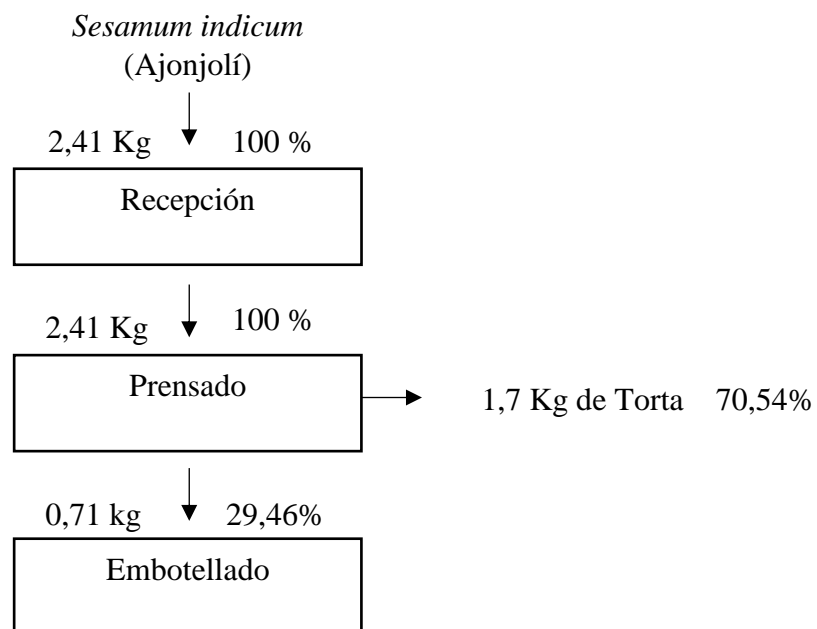 Sesamum indicum
(Ajonjolí)
2,41 Kg 100 %
Recepción
2,41 Kg 100 %
Prensado
1,7 Kg de Torta 70,54%
0,71 kg 29,46%
Embotellado